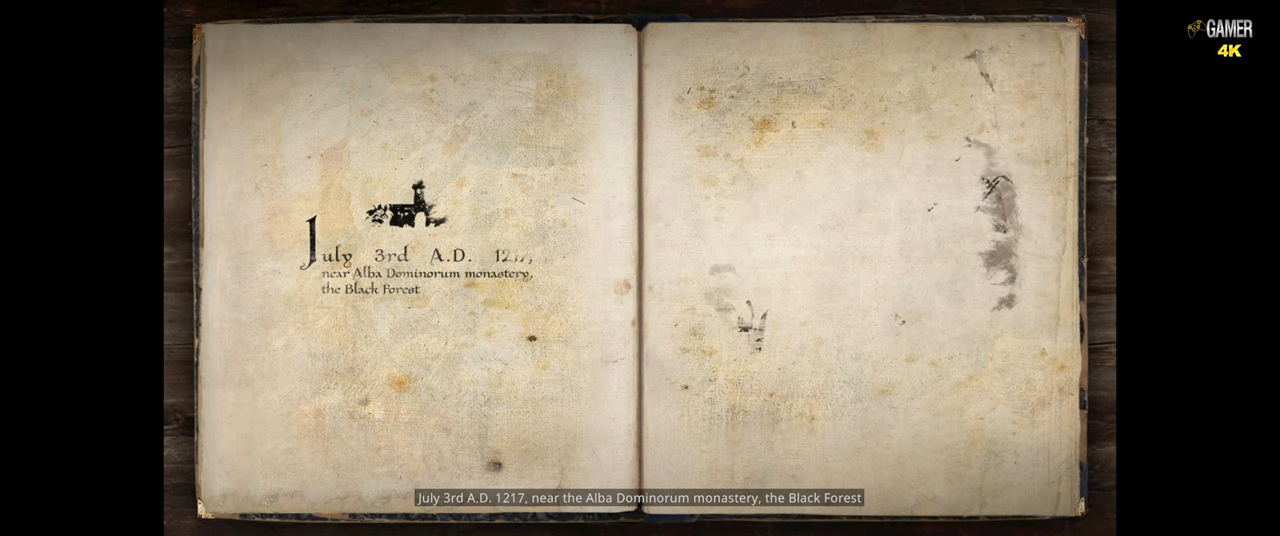 July 3rd A.D. 1217,
near Alba Dominorum monastery,
the Black Forest
July 3rd A.D. 1217, near the Alba Dominorum monastery, the Black Forest
GAMER
4K